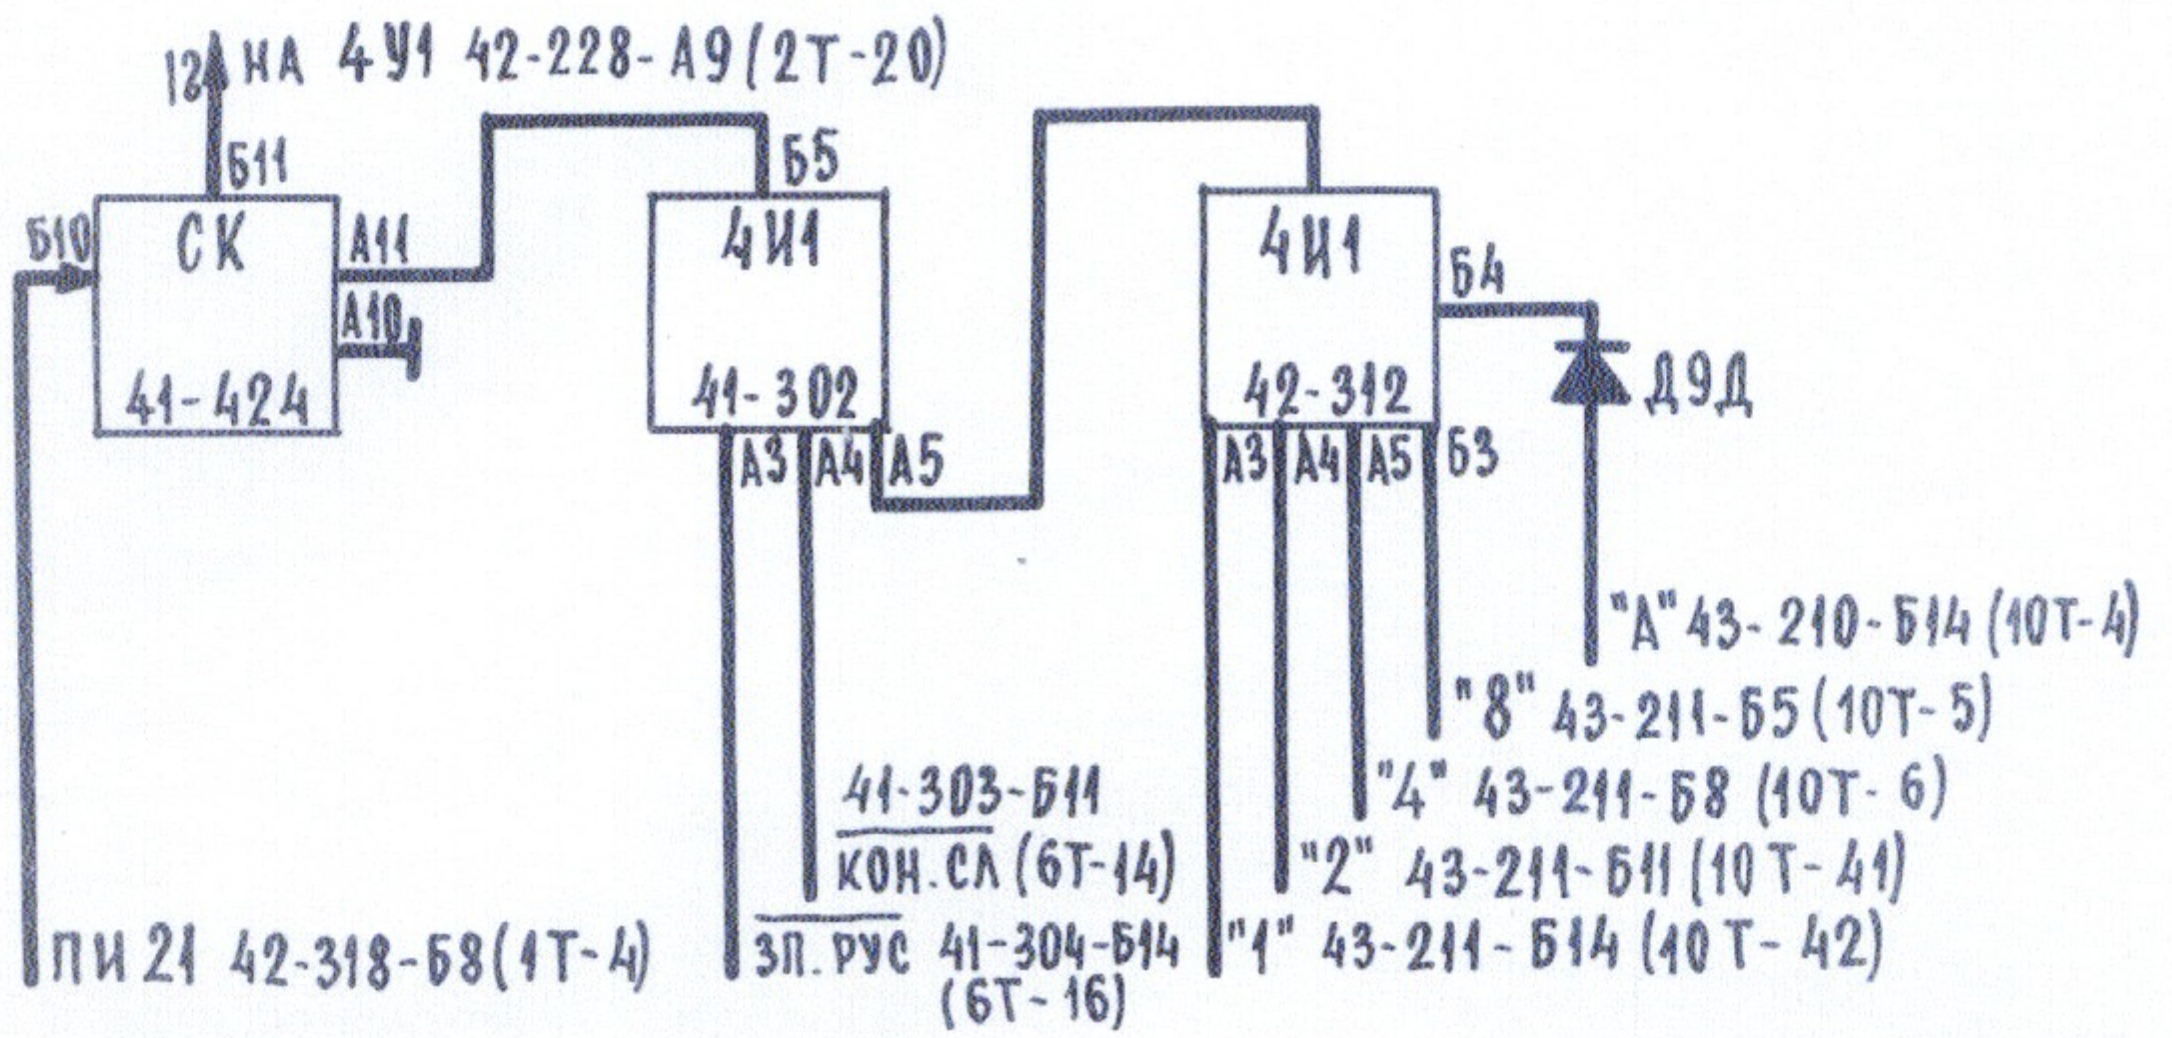 12 НА 4У1 42-228-А9(2Т-20)
Б11
Б10
СК
А11
А10
41-424
Б5
4И1
41-302
А3 А4 А5
4И1
42-312
Б4
Д9Д
А3 А4 А5 Б3
"А" 43-210-Б14 (10Т-4)
"8" 43-211-Б5 (10Т-5)
"4" 43-211-Б8 (10Т-6)
"2" 43-211-Б11 (10Т-41)
"1" 43-211-Б14 (10Т-42)
41-303-Б11
КОН.СЛ (6Т-14)
ЗП.РУС 41-304-Б14
(6Т-16)
ПИ21 42-318-Б8(1Т-4)